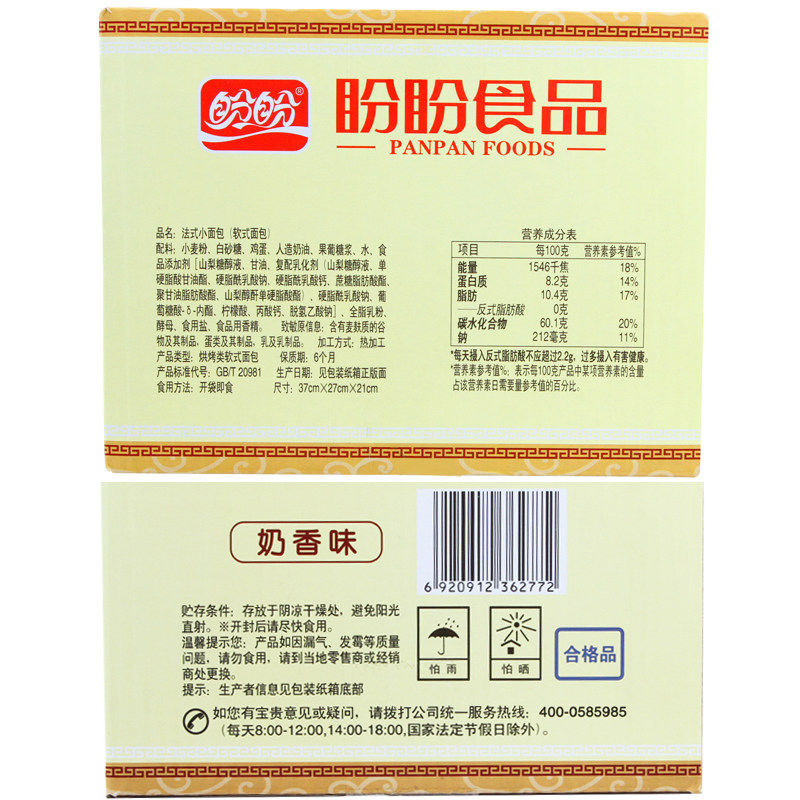 盼盼®
盼盼食品
PANPAN FOODS
品名：法式小面包（软式面包）
配料：小麦粉、白砂糖、鸡蛋、人造奶油、果葡糖浆、水、食
品添加剂［山梨糖醇液、甘油、复配乳化剂（山梨糖醇液、单
硬脂酸甘油酯、硬脂酰乳酸钠、硬脂酰乳酸钙、蔗糖脂肪酸酯、
聚甘油脂肪酸酯、山梨醇酐单硬脂酸酯）、硬脂酰乳酸钠、葡
萄糖酸-δ-内酯、柠檬酸、丙酸钙、脱氢乙酸钠］、全脂乳粉、
酵母、食用盐、食品用香精。 致敏原信息：含有麸质的谷
物及其制品，蛋类及其制品，乳及乳制品。 加工方式：热加工
产品类型：烘烤类软式面包 保质期：6个月
产品标准代号：GB/T 20981 生产日期：见包装纸箱正版面
食用方法：开袋即食 尺寸：37cm×27cm×21cm
营养成分表
项目 每100克 营养素参考值%
能量 1546千焦 18%
蛋白质 8.2克 14%
脂肪 10.4克 17%
——反式脂肪酸 0克
碳水化合物 60.1克 20%
钠 212毫克 11%
*每天摄入反式脂肪酸不应超过2.2g，过多摄入有害健康。
*营养素参考值%：表示每100克产品中某项营养素的含量
占该营养素日需要量参考值的百分比。
奶香味
6 920912 362772
贮存条件：存放于阴凉干燥处，避免阳光
直射。※开封后请尽快食用。
温馨提示您：产品如因漏气、发霉等质量
问题，请勿食用，请到当地零售商或经销
商处更换。
提示：生产者信息见包装纸箱底部
怕雨
怕晒
合格品
如您有宝贵意见或疑问，请拨打公司统一服务热线：400-0585985
(每天8:00-12:00,14:00-18:00,国家法定节假日除外)。